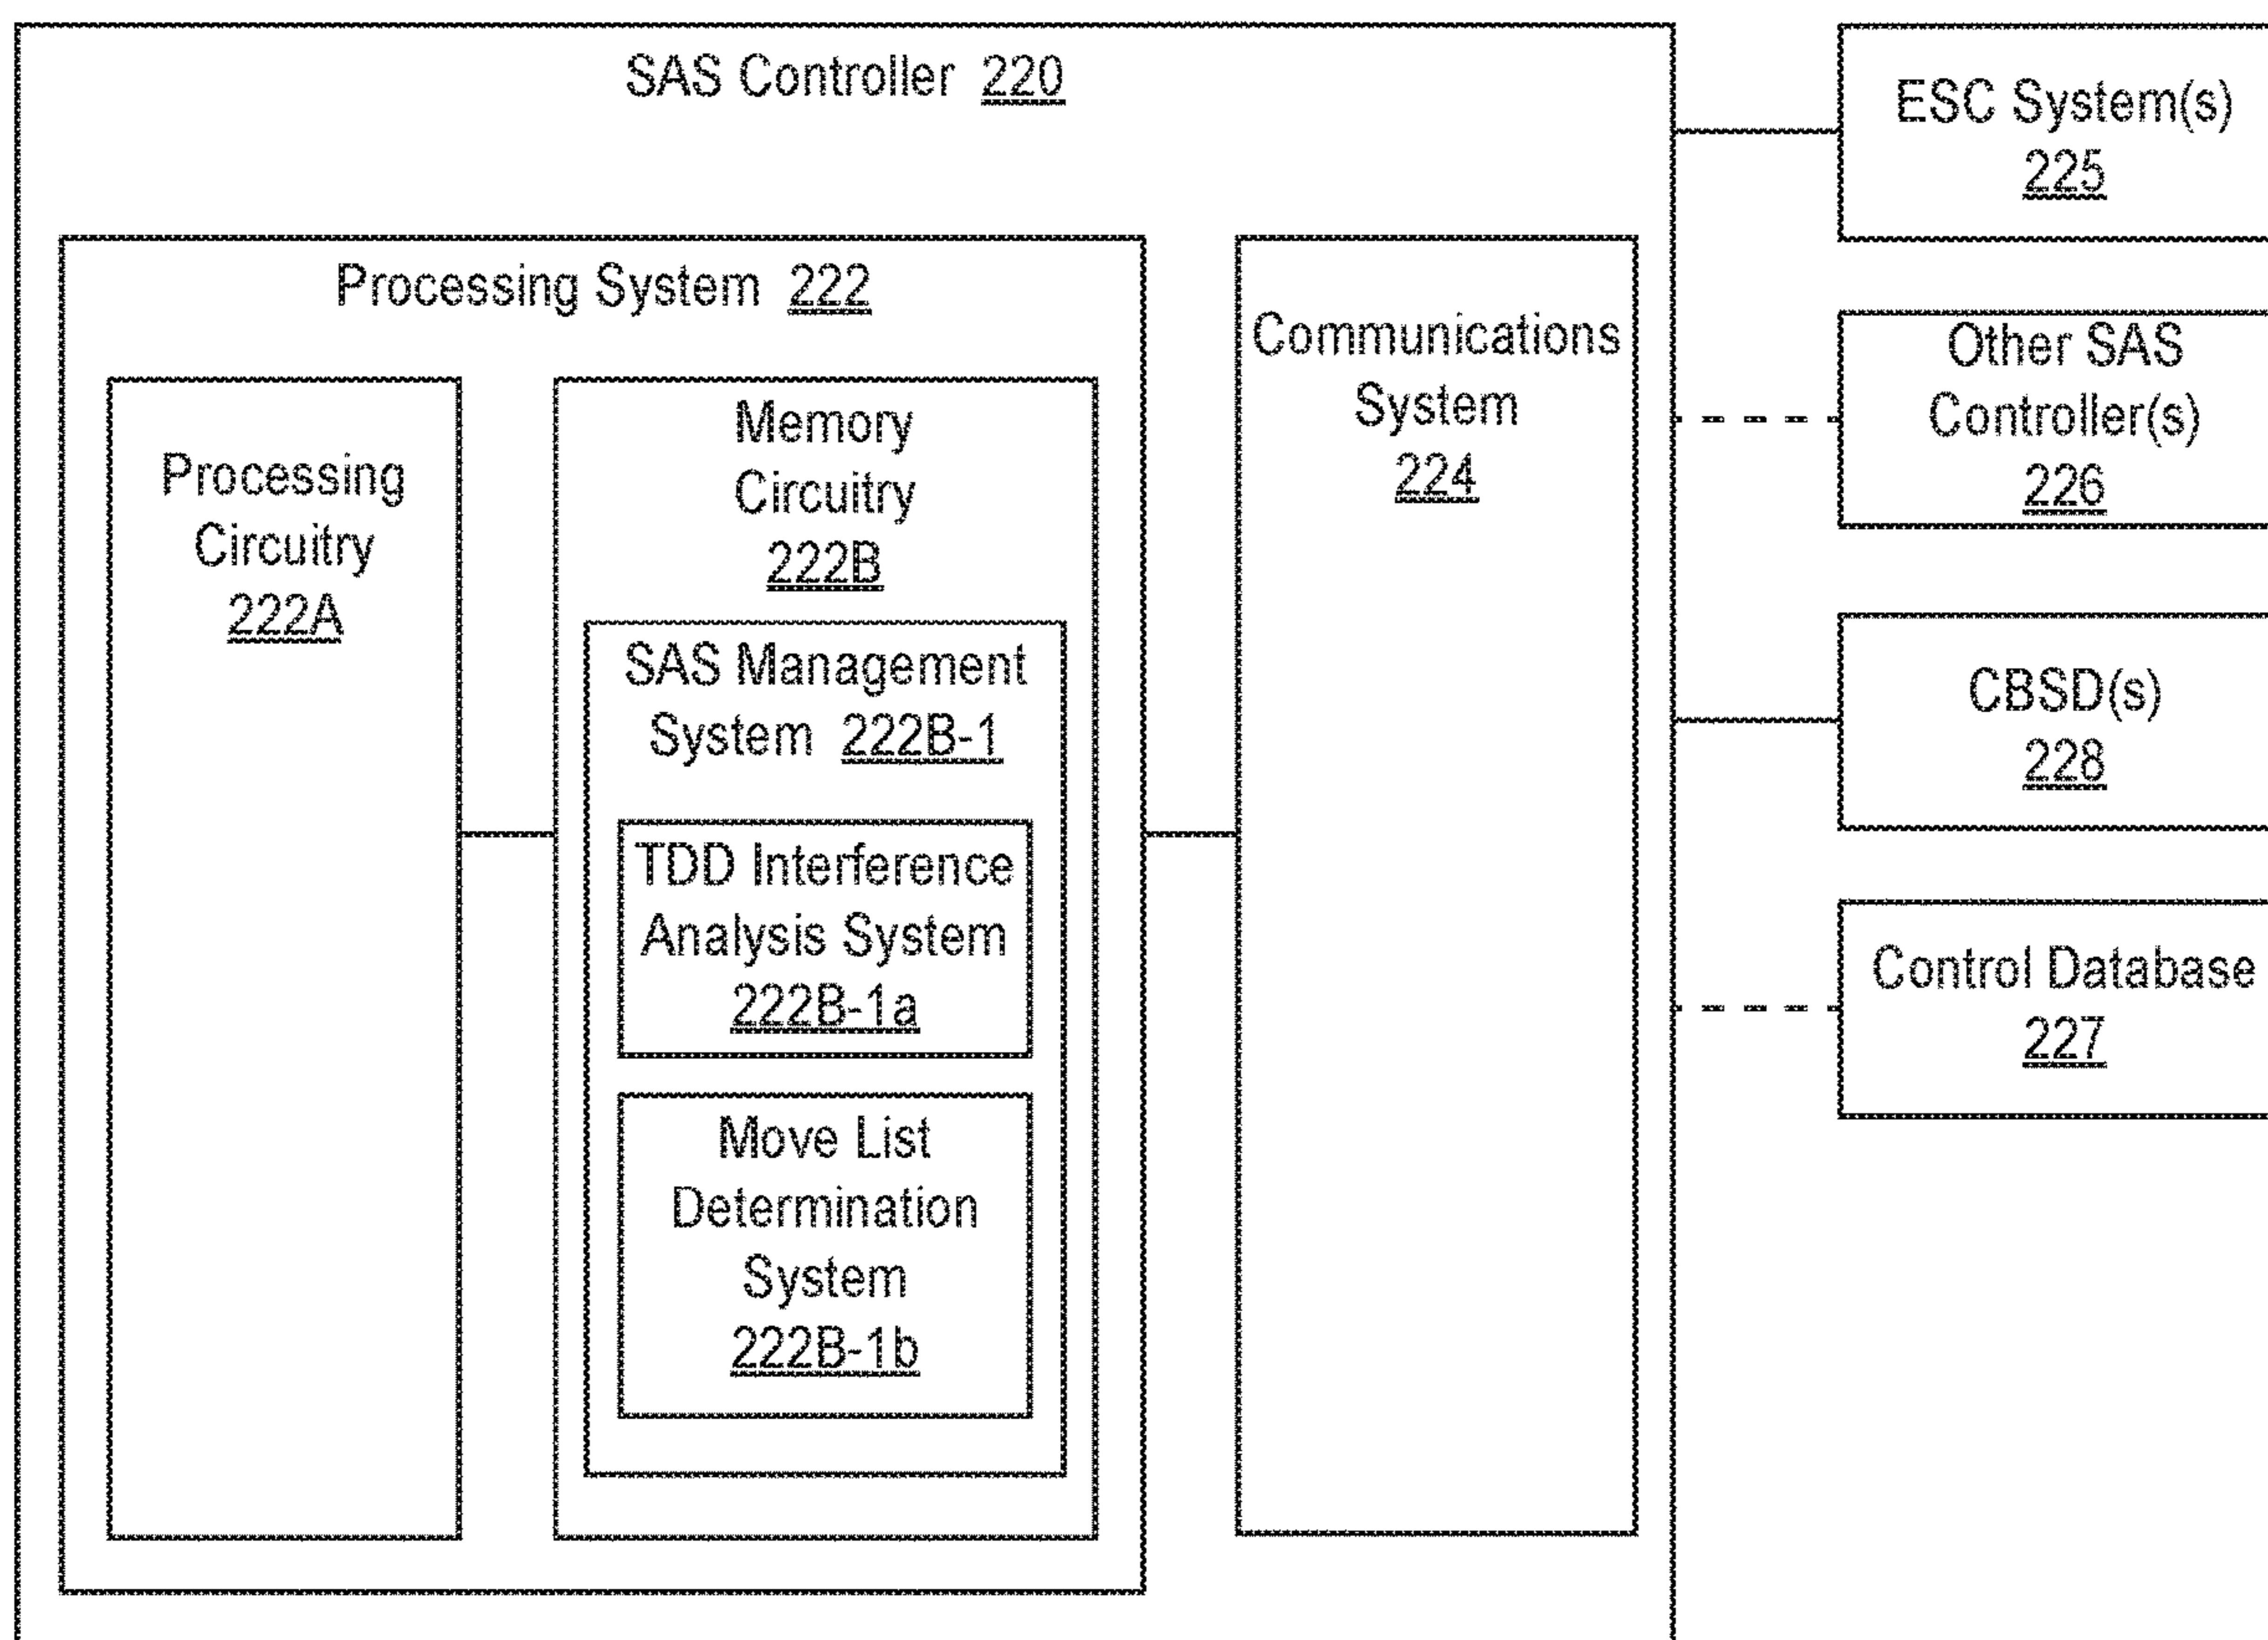 SAS Controller 220
Processing System 222
Processing
Circuitry
222A
Memory
Circuitry
222B
SAS Management
System 222B-1
TDD Interference
Analysis System
222B-1a
Move List
Determination
System
222B-1b
Communications
System
224
ESC System(s)
225
Other SAS
Controller(s)
226
CBSD(s)
228
Control Database
227